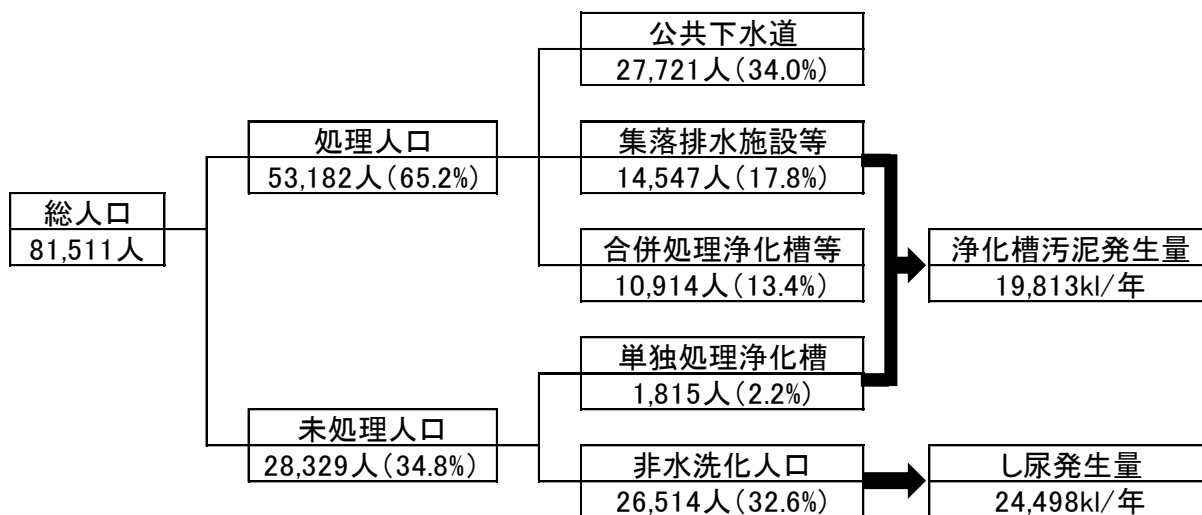 公共下水道
27,721人(34.0%)
処理人口
53,182人(65.2%)
集落排水施設等
14,547人(17.8%)
総人口
81,511人
合併処理浄化槽等
10,914人(13.4%)
浄化槽汚泥発生量
19,813kl/年
単独処理浄化槽
1,815人(2.2%)
未処理人口
28,329人(34.8%)
非水洗化人口
26,514人(32.6%)
し尿発生量
24,498kl/年